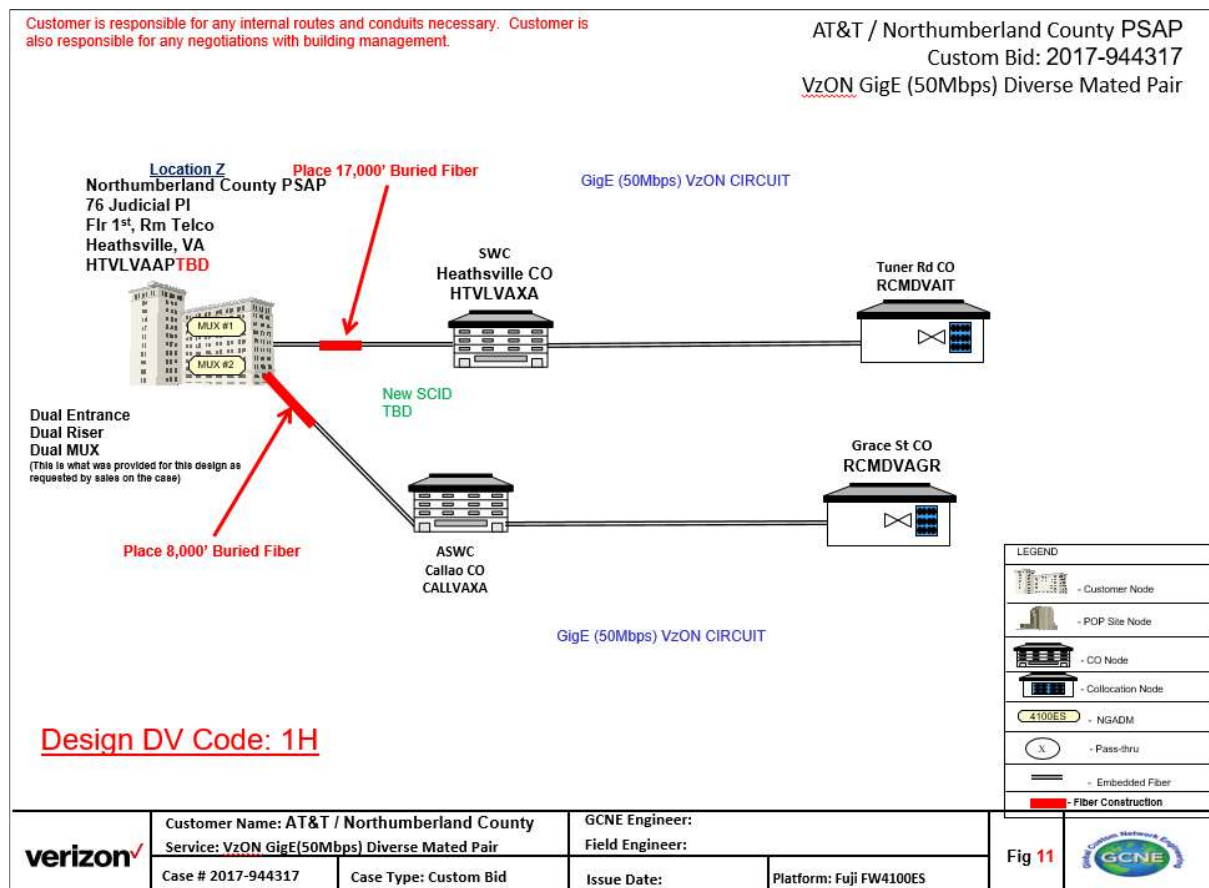 Customer is responsible for any internal routes and conduits necessary.  Customer is
also responsible for any negotiations with building management.
AT&T / Northumberland County PSAP
Custom Bid: 2017-944317
VzON GigE (50Mbps) Diverse Mated Pair
Location Z
Northumberland County PSAP
76 Judicial Pl
Flr 1st, Rm Telco
Heathsville, VA
HTVLVAAPTBD
Place 17,000' Buried Fiber
GigE (50Mbps) VzON CIRCUIT
SWC
Heathsville CO
HTVLVAXA
Tuner Rd CO
RCMDVAIT
MUX #1
MUX #2
New SCID
TBD
Dual Entrance
Dual Riser
Dual MUX
(This is what was provided for this design as
requested by sales on the case)
Grace St CO
RCMDVAGR
Place 8,000' Buried Fiber
ASWC
Callao CO
CALLVAXA
GigE (50Mbps) VzON CIRCUIT
LEGEND
- Customer Node
- POP Site Node
- CO Node
- Collocation Node
4100ES - NGADM
X - Pass-thru
- Embedded Fiber
- Fiber Construction
Design DV Code: 1H
verizon
Customer Name: AT&T / Northumberland County
Service: VzON GigE(50Mbps) Diverse Mated Pair
Case # 2017-944317
Case Type: Custom Bid
GCNE Engineer:
Field Engineer:
Issue Date:
Platform: Fuji FW4100ES
Fig 11
Global Custom Network Engineering
GCNE